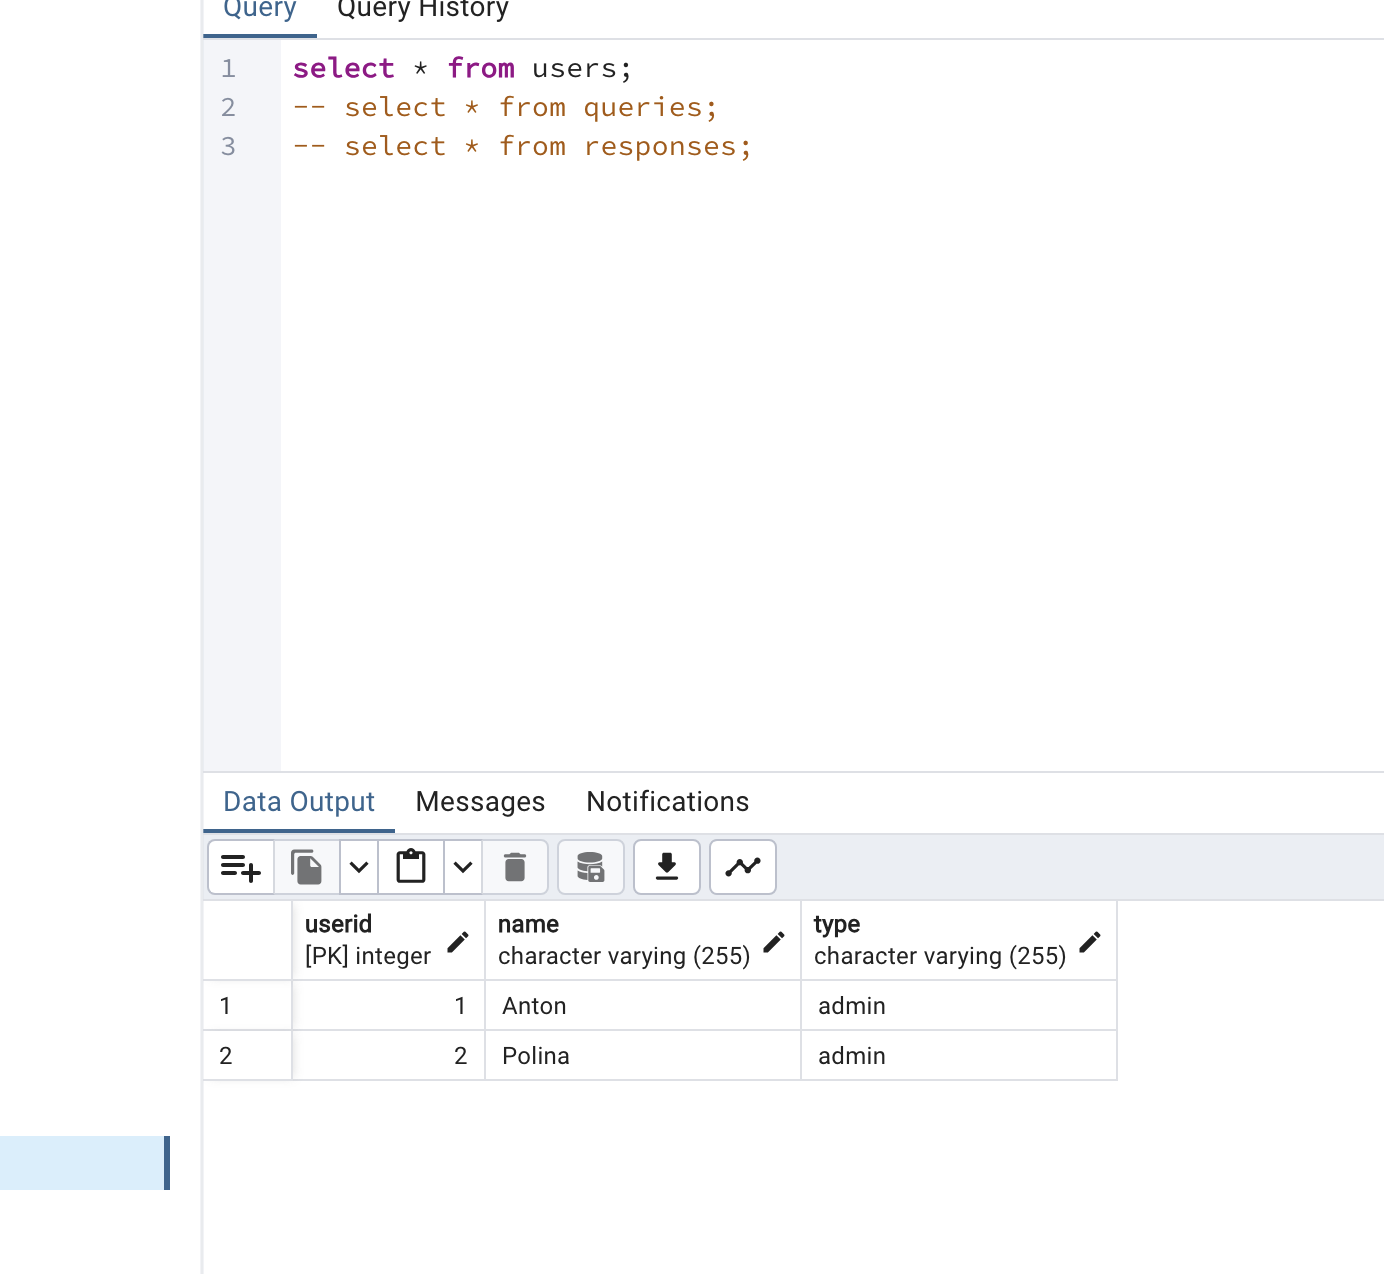 Query Query History
1 select * from users;
2 -- select * from queries;
3 -- select * from responses;
Data Output Messages Notifications
userid name type
[PK] integer character varying (255) character varying (255)
1 1 Anton admin
2 2 Polina admin